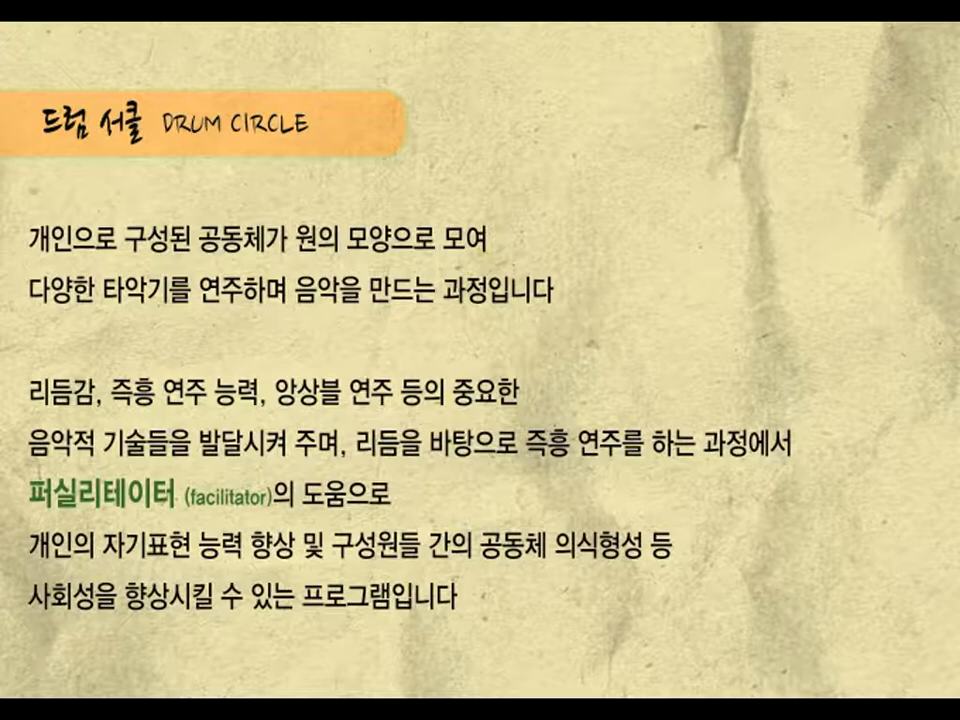 드럼 서클 DRUM CIRCLE
개인으로 구성된 공동체가 원의 모양으로 모여
다양한 타악기를 연주하며 음악을 만드는 과정입니다
리듬감, 즉흥 연주 능력, 앙상블 연주 등의 중요한
음악적 기술들을 발달시켜 주며, 리듬을 바탕으로 즉흥 연주를 하는 과정에서
퍼실리테이터 (facilitator)의 도움으로
개인의 자기표현 능력 향상 및 구성원들 간의 공동체 의식형성 등
사회성을 향상시킬 수 있는 프로그램입니다